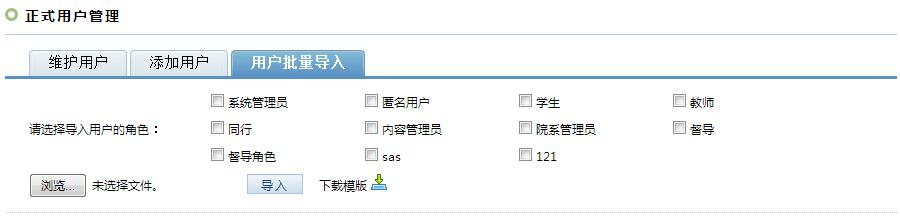 正式用户管理
维护用户 添加用户 用户批量导入
系统管理员 匿名用户 学生 教师
请选择导入用户的角色： 同行 内容管理员 院系管理员 督导
督导角色 sas 121
浏览... 未选择文件。 导入 下载模版